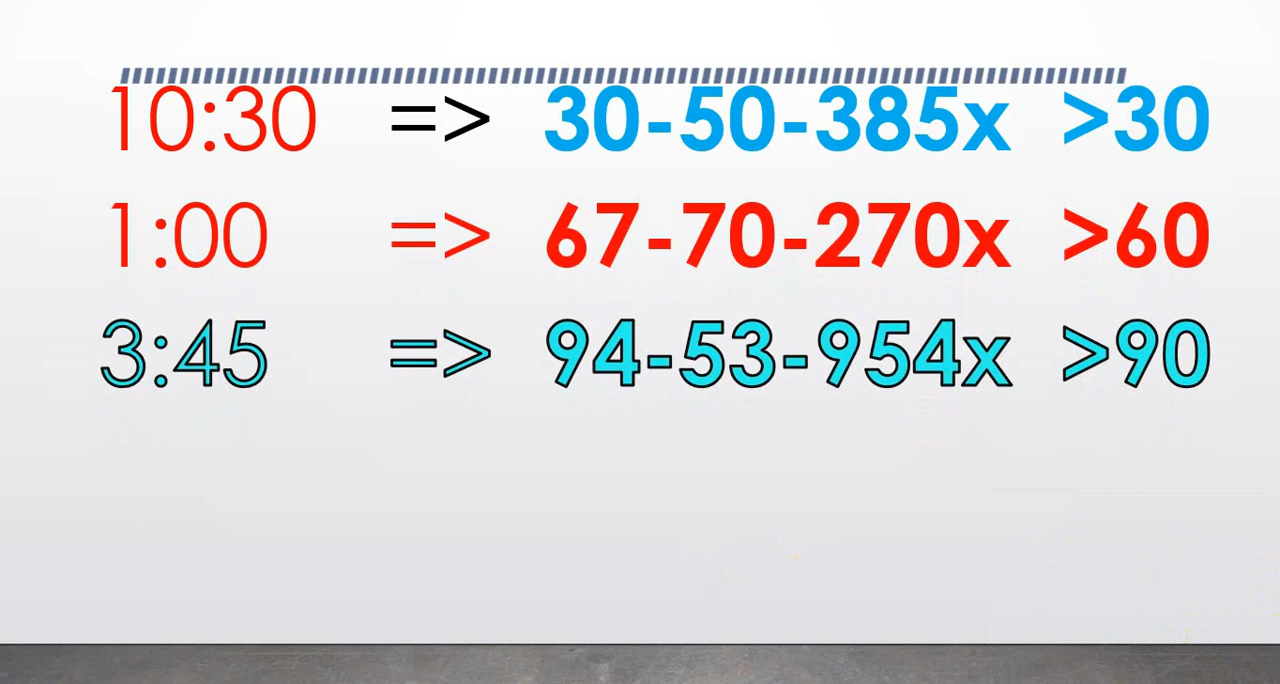 10:30 => 30-50-385x >30
1:00 => 67-70-270x >60
3:45 => 94-53-954x >90